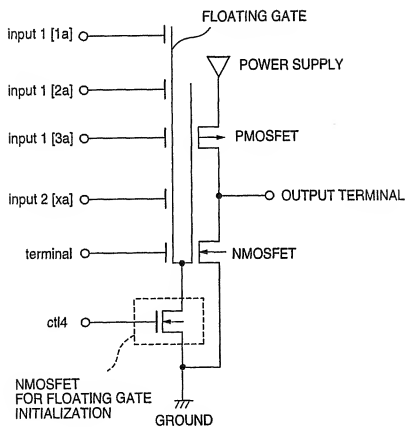 FLOATING GATE
input 1 [1a]
POWER SUPPLY
input 1 [2a]
input 1 [3a]
PMOSFET
input 2 [xa]
OUTPUT TERMINAL
terminal
NMOSFET
ctl4
NMOSFET
FOR FLOATING GATE
INITIALIZATION
GROUND